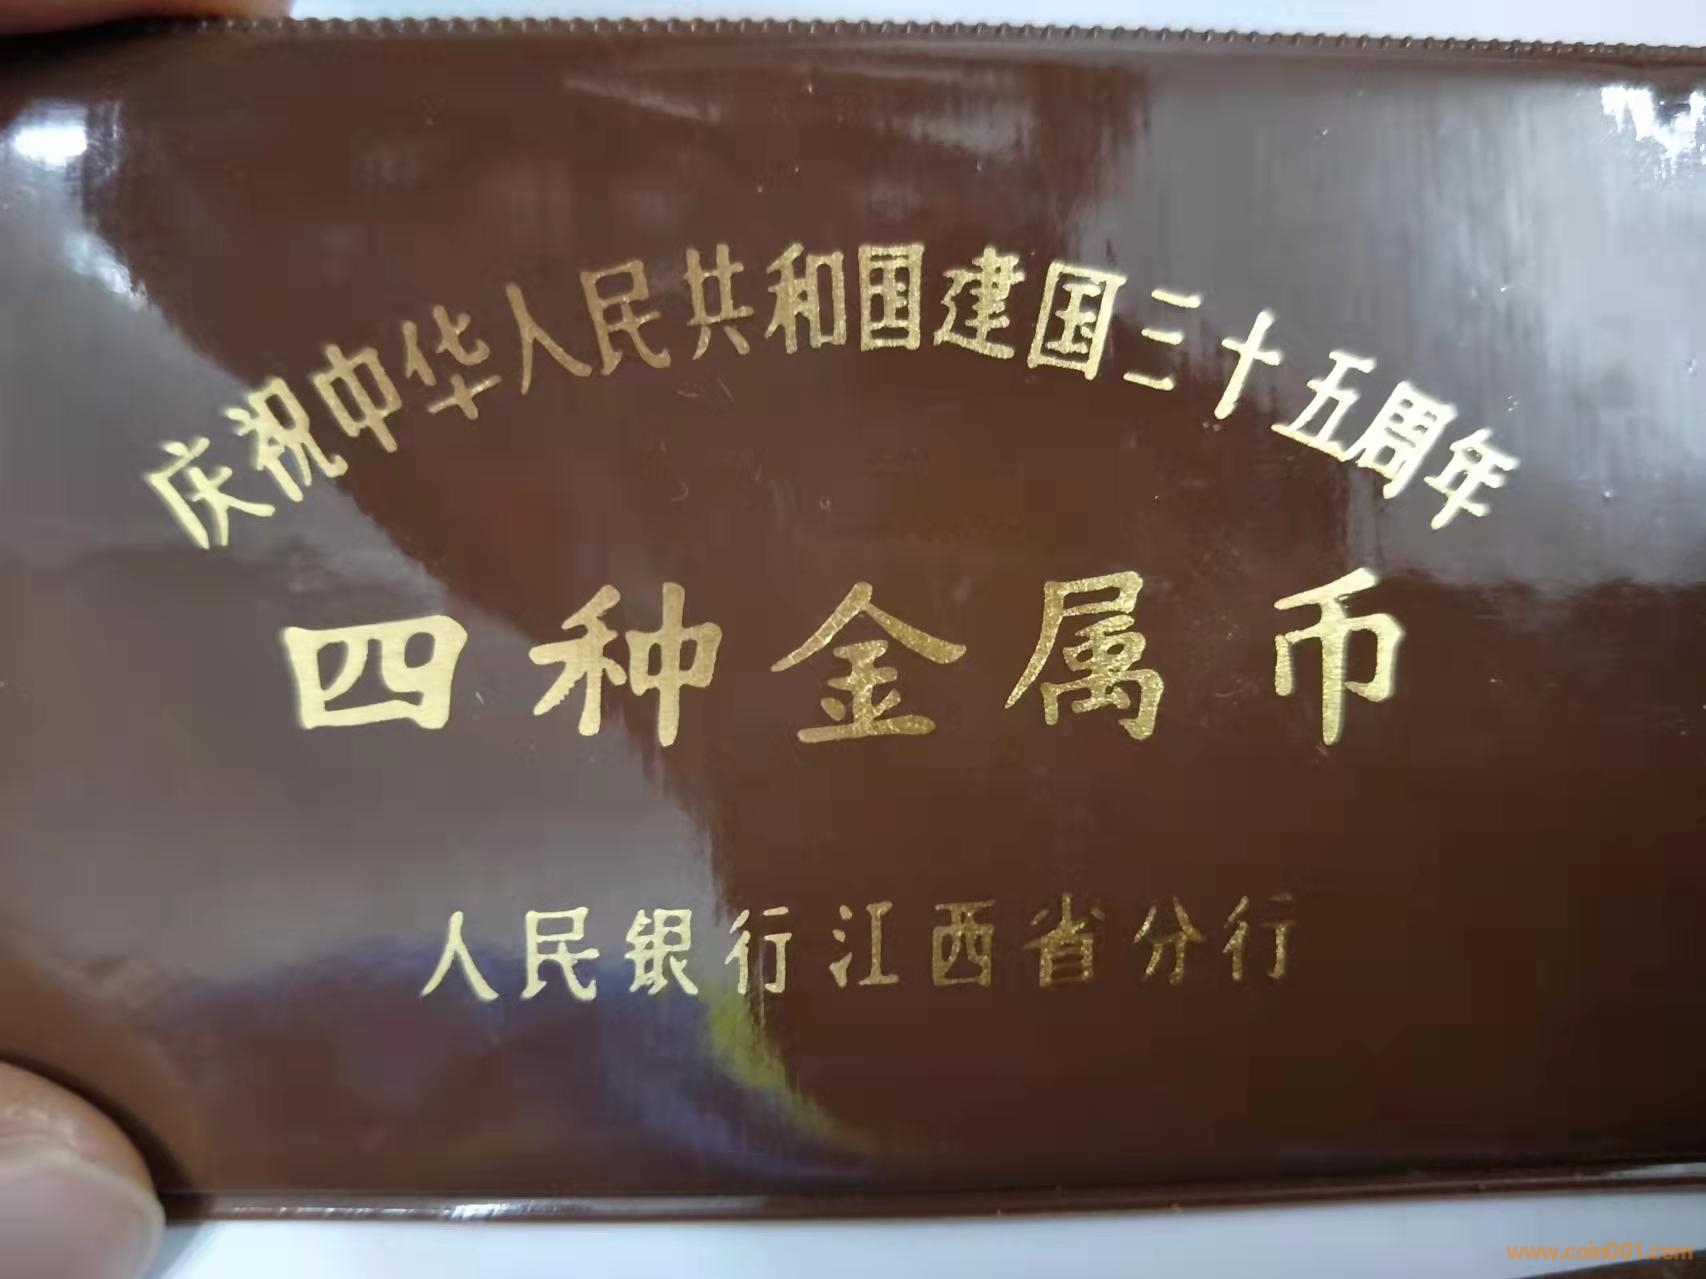 庆祝中华人民共和国建国三十五周年
四种金属币
人民银行江西省分行
www.coin001.com